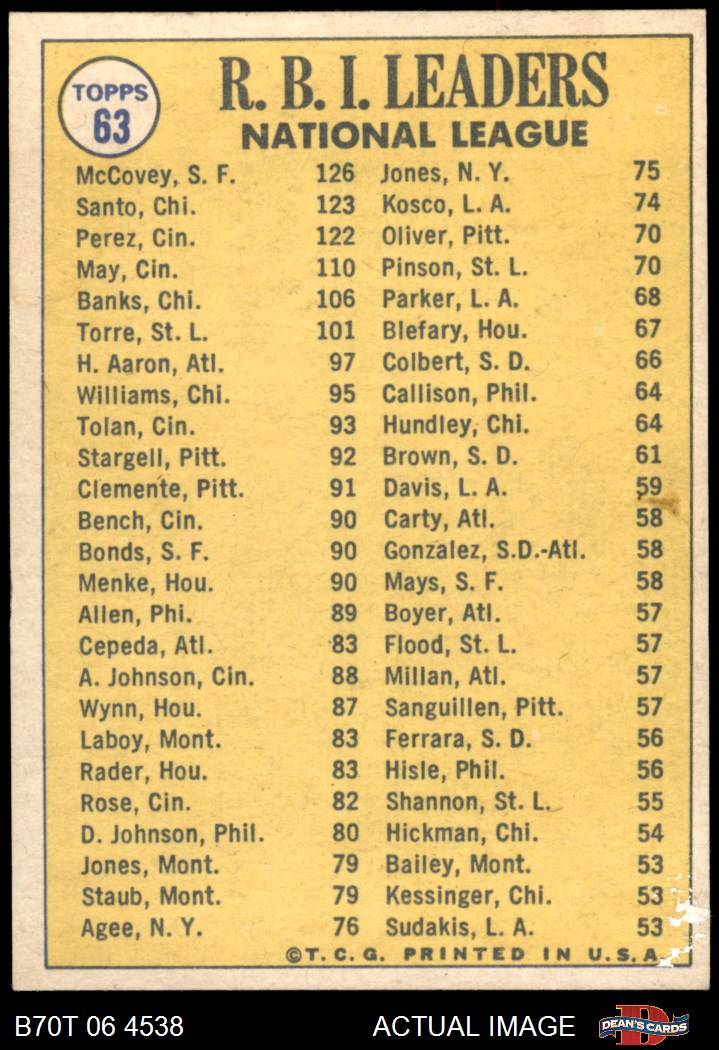 TOPPS
63
R. B. I. LEADERS
NATIONAL LEAGUE
McCovey, S. F. 126 Jones, N. Y. 75
Santo, Chi. 123 Kosco, L. A. 74
Perez, Cin. 122 Oliver, Pitt. 70
May, Cin. 110 Pinson, St. L. 70
Banks, Chi. 106 Parker, L. A. 68
Torre, St. L. 101 Blefary, Hou. 67
H. Aaron, Atl. 97 Colbert, S. D. 66
Williams, Chi. 95 Callison, Phil. 64
Tolan, Cin. 93 Hundley, Chi. 64
Stargell, Pitt. 92 Brown, S. D. 61
Clemente, Pitt. 91 Davis, L. A. 59
Bench, Cin. 90 Carty, Atl. 58
Bonds, S. F. 90 Gonzalez, S.D.-Atl. 58
Menke, Hou. 90 Mays, S. F. 58
Allen, Phi. 89 Boyer, Atl. 57
Cepeda, Atl. 83 Flood, St. L. 57
A. Johnson, Cin. 88 Millan, Atl. 57
Wynn, Hou. 87 Sanguillen, Pitt. 57
Laboy, Mont. 83 Ferrara, S. D. 56
Rader, Hou. 83 Hisle, Phil. 56
Rose, Cin. 82 Shannon, St. L. 55
D. Johnson, Phil. 80 Hickman, Chi. 54
Jones, Mont. 79 Bailey, Mont. 53
Staub, Mont. 79 Kessinger, Chi. 53
Agee, N. Y. 76 Sudakis, L. A. 53
©T. C. G. PRINTED IN U. S. A.
B70T 06 4538 ACTUAL IMAGE DEAN'S CARDS